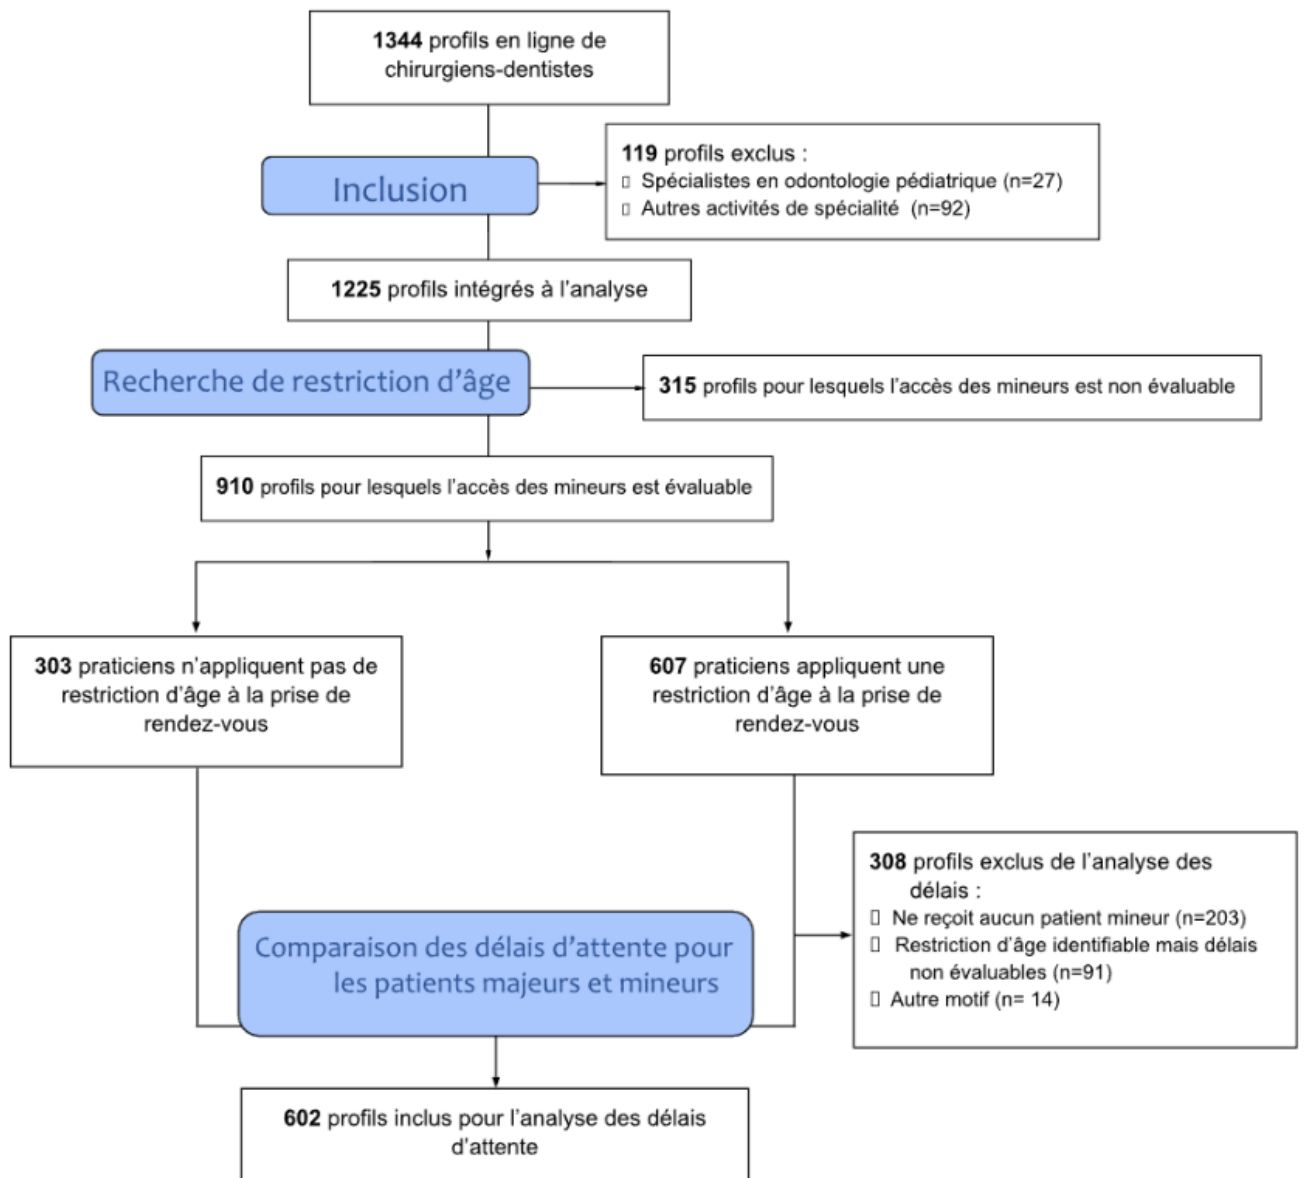 1344 profils en ligne de
chirurgiens-dentistes
119 profils exclus :
▯ Spécialistes en odontologie pédiatrique (n=27)
▯ Autres activités de spécialité (n=92)
Inclusion
1225 profils intégrés à l'analyse
Recherche de restriction d'âge
315 profils pour lesquels l'accès des mineurs est non évaluable
910 profils pour lesquels l'accès des mineurs est évaluable
303 praticiens n'appliquent pas de
restriction d'âge à la prise de
rendez-vous
607 praticiens appliquent une
restriction d'âge à la prise de
rendez-vous
308 profils exclus de l'analyse des
délais :
▯ Ne reçoit aucun patient mineur (n=203)
▯ Restriction d'âge identifiable mais délais
non évaluables (n=91)
▯ Autre motif (n= 14)
Comparaison des délais d'attente pour
les patients majeurs et mineurs
602 profils inclus pour l'analyse des délais
d'attente